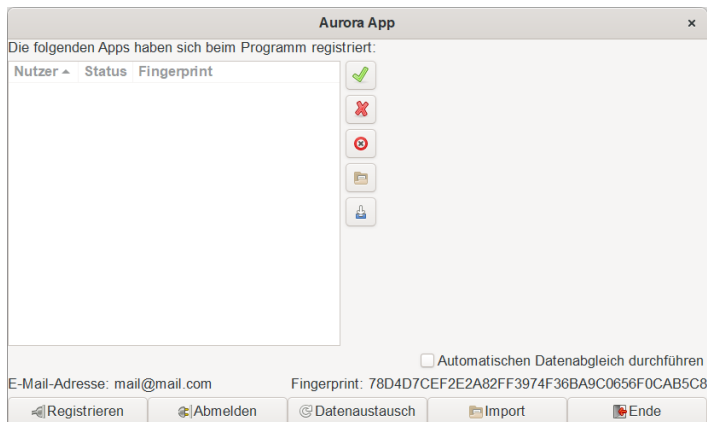 Aurora App
Die folgenden Apps haben sich beim Programm registriert:
Nutzer Status Fingerprint
Automatischen Datenabgleich durchführen
E-Mail-Adresse: mail@mail.com Fingerprint: 78D4D7CEF2E2A82FF3974F36BA9C0656F0CAB5C8
Registrieren Abmelden Datenaustausch Import Ende